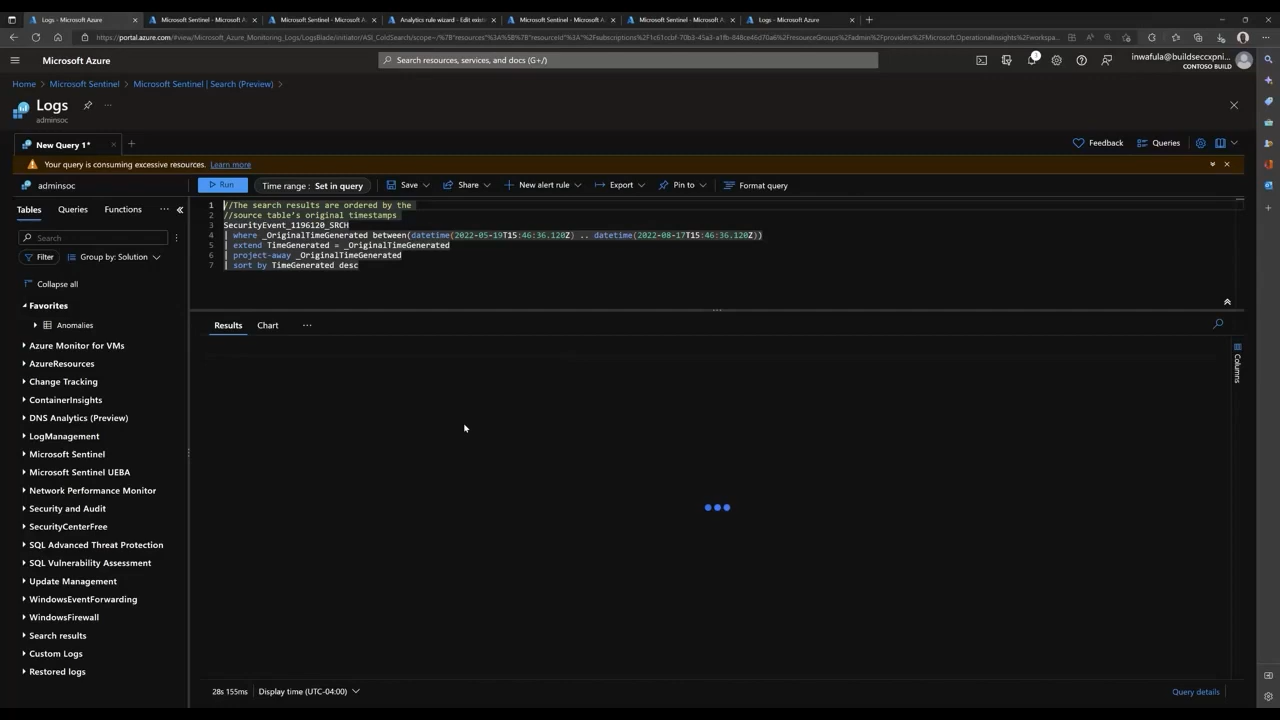 Logs - Microsoft Azure
Microsoft Sentinel - Microsoft A
Microsoft Sentinel - Microsoft A
Analytics rule wizard - Edit exist
Microsoft Sentinel - Microsoft A
Microsoft Sentinel - Microsoft A
Logs - Microsoft Azure
Microsoft Azure
Search resources, services, and docs (G+/)
1
inwafula@buildseccxpni...
CONTOSO BUILD
Home > Microsoft Sentinel > Microsoft Sentinel | Search (Preview) >
Logs
adminsoc
New Query 1*
Feedback
Queries
Your query is consuming excessive resources. Learn more
adminsoc
Run
Time range : Set in query
Save
Share
New alert rule
Export
Pin to
Format query
Tables
Queries
Functions
Search
Filter
Group by: Solution
Collapse all
Favorites
Anomalies
Azure Monitor for VMs
AzureResources
Change Tracking
ContainerInsights
DNS Analytics (Preview)
LogManagement
Microsoft Sentinel
Microsoft Sentinel UEBA
Network Performance Monitor
Security and Audit
SecurityCenterFree
SQL Advanced Threat Protection
SQL Vulnerability Assessment
Update Management
WindowsEventForwarding
WindowsFirewall
Search results
Custom Logs
Restored logs
1 //The search results are ordered by the
2 //source table's original timestamps
3 SecurityEvent_1196120_SRCH
4 | where _OriginalTimeGenerated between(datetime(2022-05-19T15:46:36.120Z) .. datetime(2022-08-17T15:46:36.120Z))
5 | extend TimeGenerated = _OriginalTimeGenerated
6 | project-away _OriginalTimeGenerated
7 | sort by TimeGenerated desc
Results
Chart
Columns
28s 155ms
Display time (UTC-04:00)
Query details